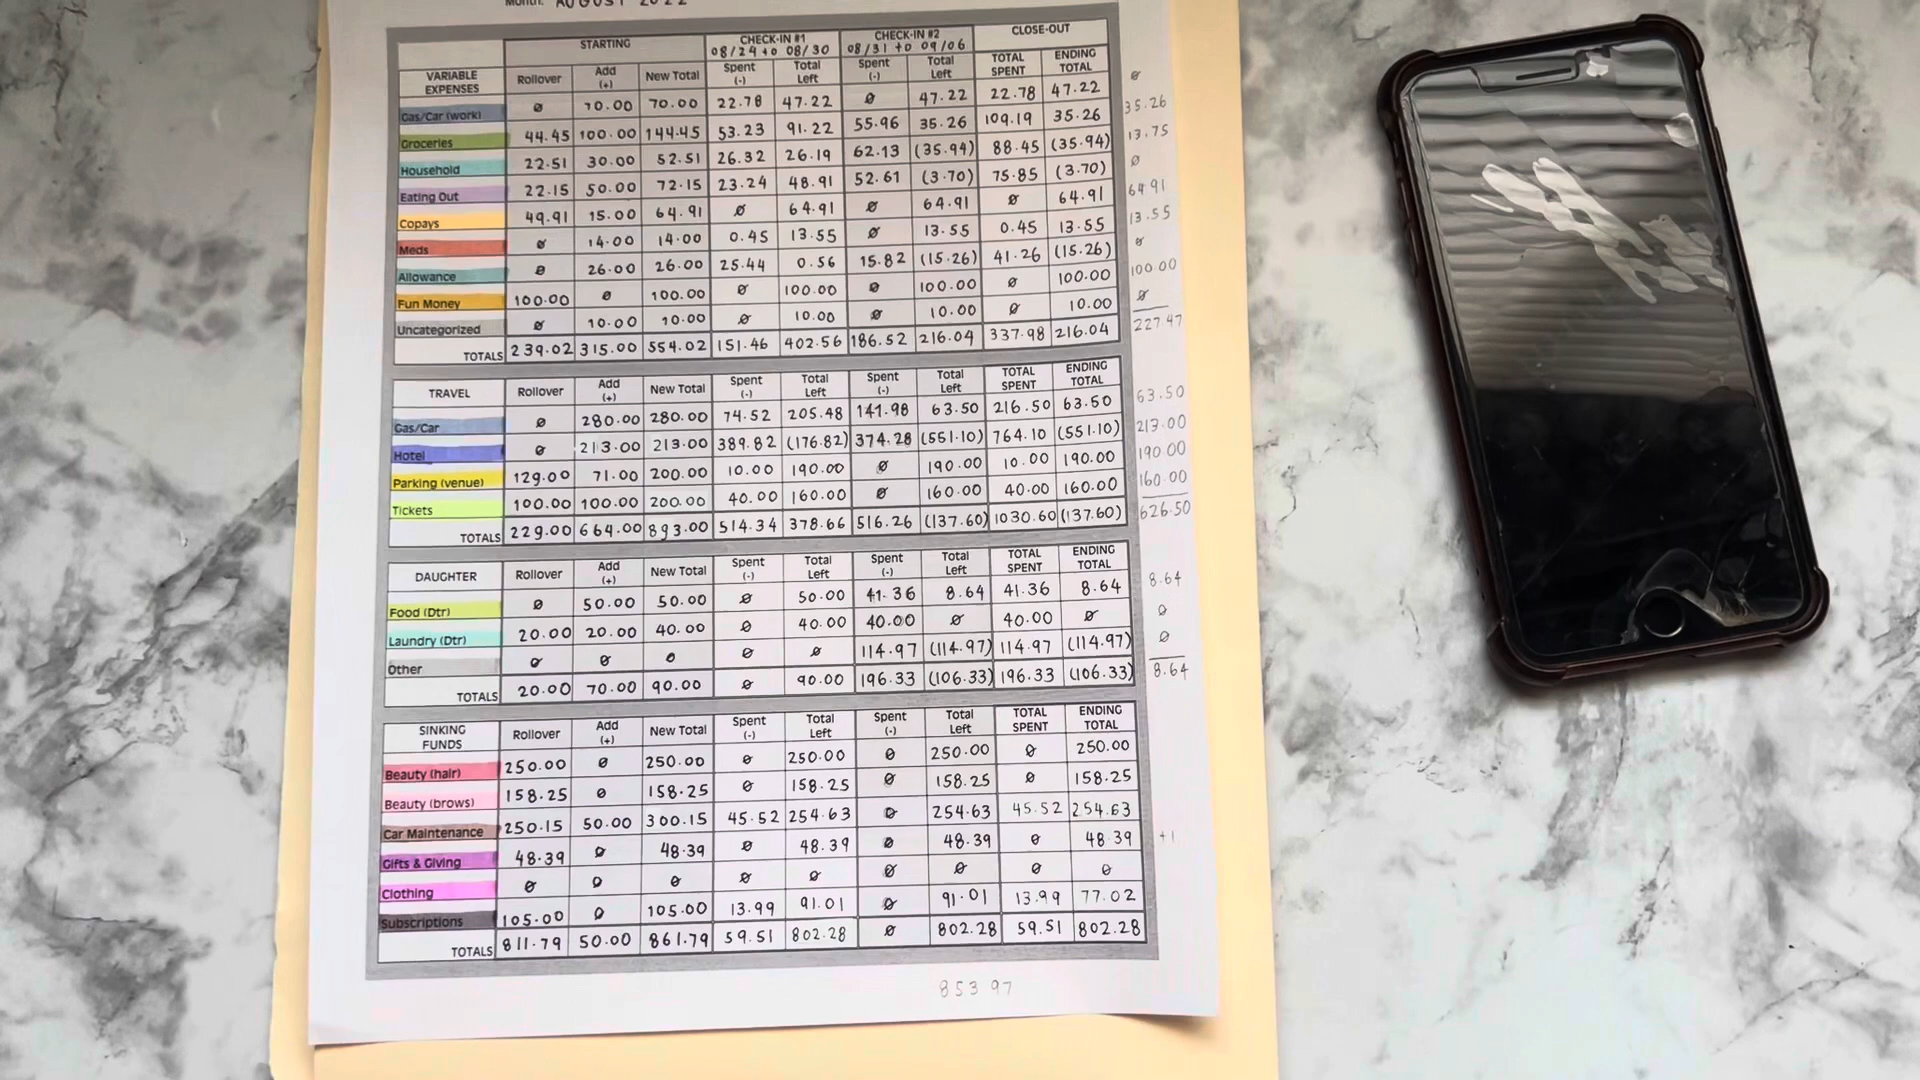 Month: AUGUST 2022
STARTING CHECK-IN #1 CHECK-IN #2 CLOSE-OUT
08/24 to 08/30 08/31 to 09/06
VARIABLE EXPENSES Rollover Add (+) New Total Spent (-) Total Left Spent (-) Total Left TOTAL SPENT ENDING TOTAL
Gas/Car (work) ø 70.00 70.00 22.78 47.22 ø 47.22 22.78 47.22 ø
Groceries 44.45 100.00 144.45 53.23 91.22 55.96 35.26 109.19 35.26 35.26
Household 22.51 30.00 52.51 26.32 26.19 62.13 (35.94) 88.45 (35.94) 13.75
Eating Out 22.15 50.00 72.15 23.24 48.91 52.61 (3.70) 75.85 (3.70) ø
Copays 49.91 15.00 64.91 ø 64.91 ø 64.91 ø 64.91 64.91
Meds ø 14.00 14.00 0.45 13.55 ø 13.55 0.45 13.55 13.55
Allowance ø 26.00 26.00 25.44 0.56 15.82 (15.26) 41.26 (15.26) ø
Fun Money 100.00 ø 100.00 ø 100.00 ø 100.00 ø 100.00 100.00
Uncategorized ø 10.00 10.00 ø 10.00 ø 10.00 ø 10.00 ø
TOTALS 239.02 315.00 554.02 151.46 402.56 186.52 216.04 337.98 216.04 227.47
TRAVEL Rollover Add (+) New Total Spent (-) Total Left Spent (-) Total Left TOTAL SPENT ENDING TOTAL
Gas/Car ø 280.00 280.00 74.52 205.48 141.98 63.50 216.50 63.50 63.50
Hotel ø 213.00 213.00 389.82 (176.82) 374.28 (551.10) 764.10 (551.10) 213.00
Parking (venue) 129.00 71.00 200.00 10.00 190.00 ø 190.00 10.00 190.00 190.00
Tickets 100.00 100.00 200.00 40.00 160.00 ø 160.00 40.00 160.00 160.00
TOTALS 229.00 664.00 893.00 514.34 378.66 516.26 (137.60) 1030.60 (137.60) 626.50
DAUGHTER Rollover Add (+) New Total Spent (-) Total Left Spent (-) Total Left TOTAL SPENT ENDING TOTAL
Food (Dtr) ø 50.00 50.00 ø 50.00 41.36 8.64 41.36 8.64 8.64
Laundry (Dtr) 20.00 20.00 40.00 ø 40.00 40.00 ø 40.00 ø ø
Other ø ø ø ø ø 114.97 (114.97) 114.97 (114.97) ø
TOTALS 20.00 70.00 90.00 ø 90.00 196.33 (106.33) 196.33 (106.33) 8.64
SINKING FUNDS Rollover Add (+) New Total Spent (-) Total Left Spent (-) Total Left TOTAL SPENT ENDING TOTAL
Beauty (hair) 250.00 ø 250.00 ø 250.00 ø 250.00 ø 250.00
Beauty (brows) 158.25 ø 158.25 ø 158.25 ø 158.25 ø 158.25
Car Maintenance 250.15 50.00 300.15 45.52 254.63 ø 254.63 45.52 254.63
Gifts & Giving 48.39 ø 48.39 ø 48.39 ø 48.39 ø 48.39 +1
Clothing ø ø ø ø ø ø ø ø ø
Subscriptions 105.00 ø 105.00 13.99 91.01 ø 91.01 13.99 77.02
TOTALS 811.79 50.00 861.79 59.51 802.28 ø 802.28 59.51 802.28
853 97